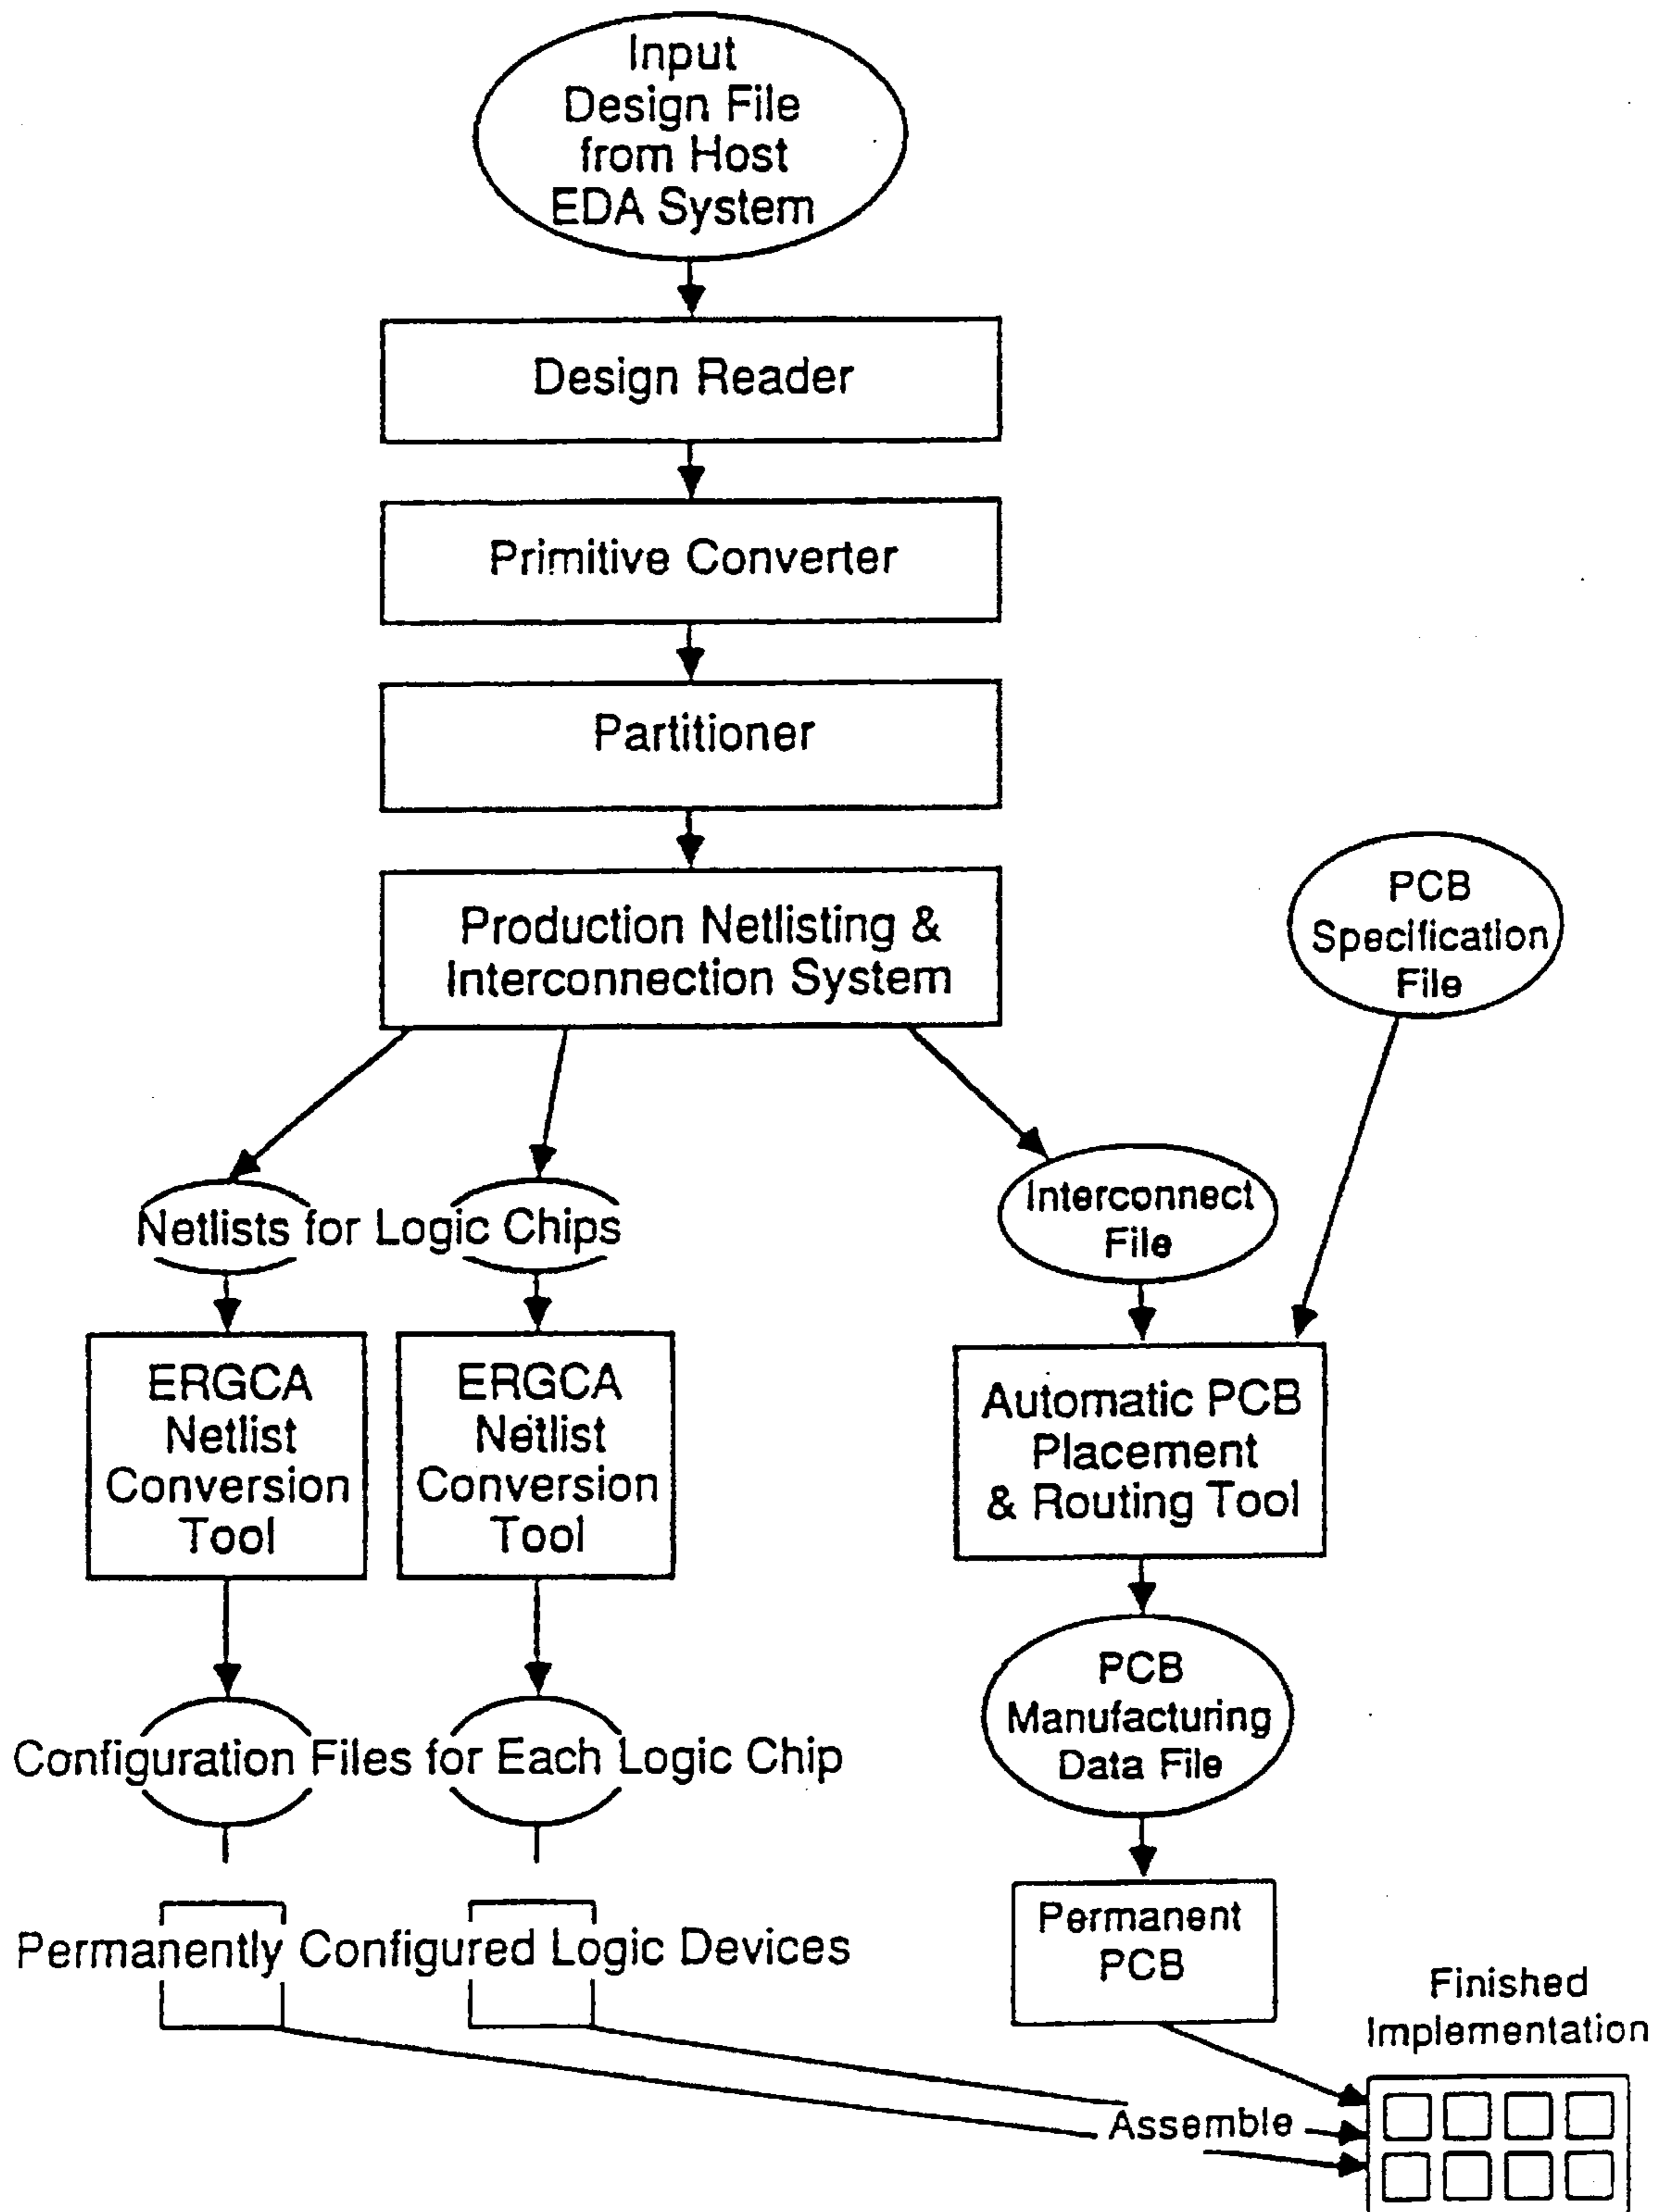 Input
Design File
from Host
EDA System
Design Reader
Primitive Converter
Partitioner
Production Netlisting &
Interconnection System
PCB
Specification
File
Netlists for Logic Chips
Interconnect
File
ERGCA
Netlist
Conversion
Tool
ERGCA
Netlist
Conversion
Tool
Automatic PCB
Placement
& Routing Tool
PCB
Manufacturing
Data File
Configuration Files for Each Logic Chip
Permanently Configured Logic Devices
Permanent
PCB
Finished
Implementation
Assemble